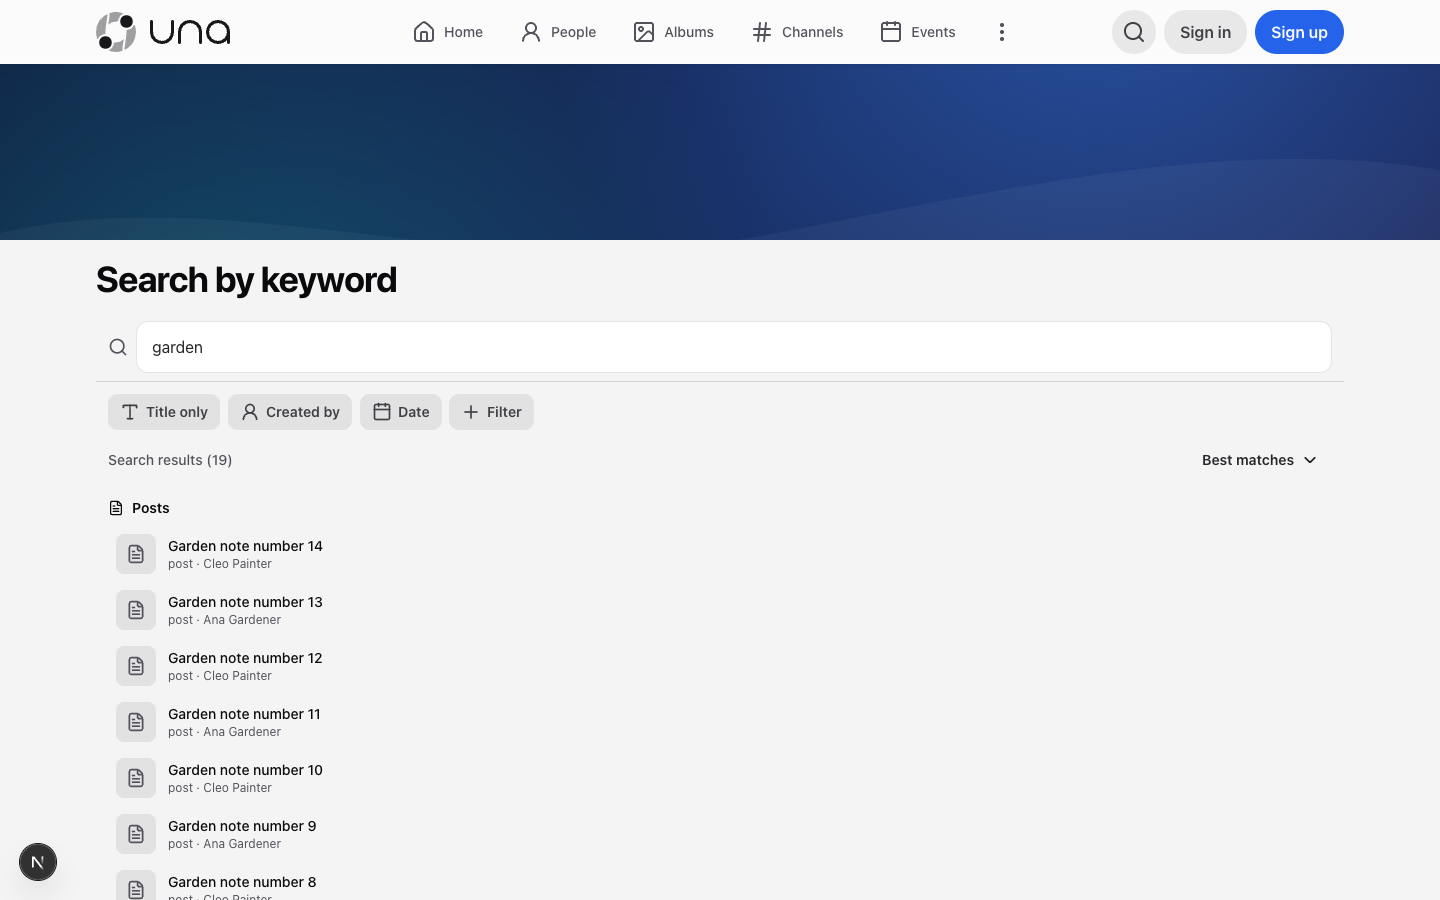 una
Home
People
Albums
Channels
Events
Sign in
Sign up
Search by keyword
garden
Title only
Created by
Date
Filter
Search results (19)
Best matches
Posts
Garden note number 14
post · Cleo Painter
Garden note number 13
post · Ana Gardener
Garden note number 12
post · Cleo Painter
Garden note number 11
post · Ana Gardener
Garden note number 10
post · Cleo Painter
Garden note number 9
post · Ana Gardener
N
Garden note number 8
post · Cleo Painter